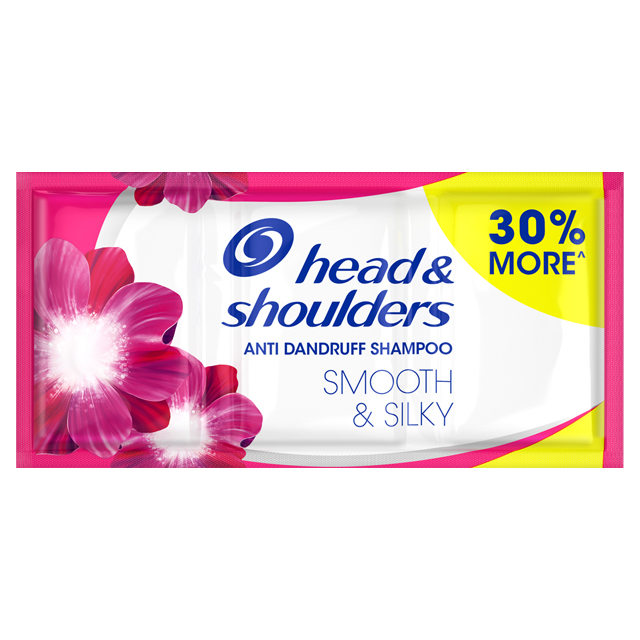 head &
shoulders
ANTI DANDRUFF SHAMPOO
SMOOTH
& SILKY
30%
MORE^